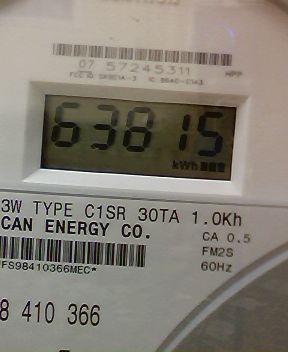 07 57245311
HPP
63815
kWh
3W TYPE C1SR 30TA 1.0Kh
CAN ENERGY CO.
CA 0.5
FM2S
60Hz
FS98410366MEC*
8 410 366